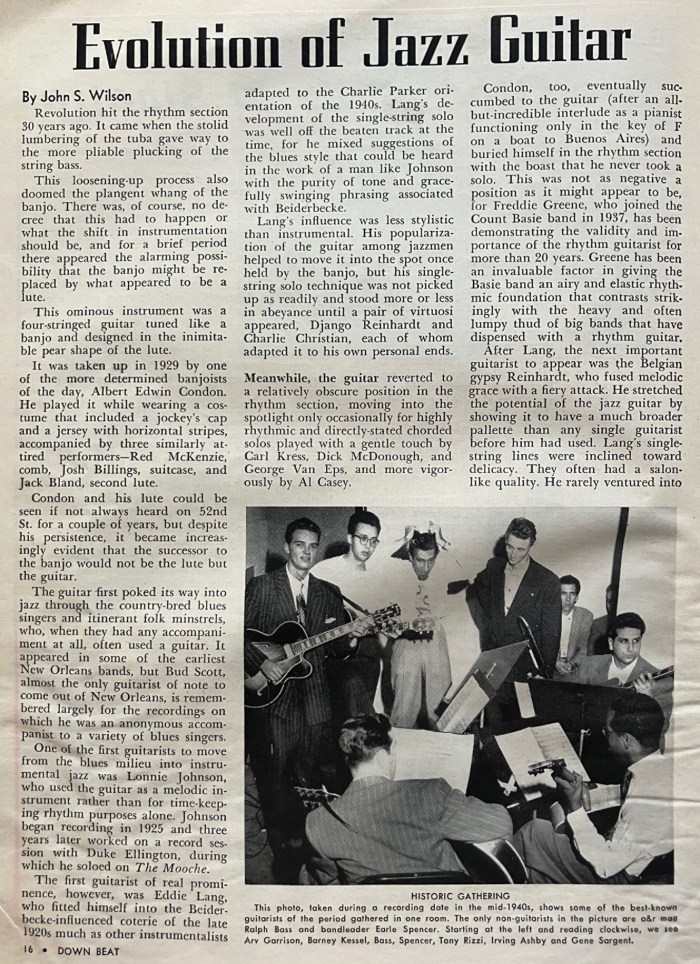 Evolution of Jazz Guitar
By John S. Wilson
Revolution hit the rhythm section
30 years ago. It came when the stolid
lumbering of the tuba gave way to
the more pliable plucking of the
string bass.
This loosening-up process also
doomed the plangent whang of the
banjo. There was, of course, no de-
cree that this had to happen or
what the shift in instrumentation
should be, and for a brief period
there appeared the alarming possi-
bility that the banjo might be re-
placed by what appeared to be a
lute.
This ominous instrument was a
four-stringed guitar tuned like a
banjo and designed in the inimita-
ble pear shape of the lute.
It was taken up in 1929 by one
of the more determined banjoists
of the day, Albert Edwin Condon.
He played it while wearing a cos-
tume that included a jockey's cap
and a jersey with horizontal stripes,
accompanied by three similarly at-
tired performers—Red McKenzie,
comb, Josh Billings, suitcase, and
Jack Bland, second lute.
Condon and his lute could be
seen if not always heard on 52nd
St. for a couple of years, but despite
his persistence, it became increas-
ingly evident that the successor to
the banjo would not be the lute but
the guitar.
The guitar first poked its way into
jazz through the country-bred blues
singers and itinerant folk minstrels,
who, when they had any accompani-
ment at all, often used a guitar. It
appeared in some of the earliest
New Orleans bands, but Bud Scott,
almost the only guitarist of note to
come out of New Orleans, is remem-
bered largely for the recordings on
which he was an anonymous accom-
panist to a variety of blues singers.
One of the first guitarists to move
from the blues milieu into instru-
mental jazz was Lonnie Johnson,
who used the guitar as a melodic in-
strument rather than for time-keep-
ing rhythm purposes alone. Johnson
began recording in 1925 and three
years later worked on a record ses-
sion with Duke Ellington, during
which he soloed on The Mooche.
The first guitarist of real promi-
nence, however, was Eddie Lang,
who fitted himself into the Beider-
becke-influenced coterie of the late
1920s much as other instrumentalists
adapted to the Charlie Parker ori-
entation of the 1940s. Lang's de-
velopment of the single-string solo
was well off the beaten track at the
time, for he mixed suggestions of
the blues style that could be heard
in the work of a man like Johnson
with the purity of tone and grace-
fully swinging phrasing associated
with Beiderbecke.
Lang's influence was less stylistic
than instrumental. His populariza-
tion of the guitar among jazzmen
helped to move it into the spot once
held by the banjo, but his single-
string solo technique was not picked
up as readily and stood more or less
in abeyance until a pair of virtuosi
appeared, Django Reinhardt and
Charlie Christian, each of whom
adapted it to his own personal ends.
Meanwhile, the guitar reverted to
a relatively obscure position in the
rhythm section, moving into the
spotlight only occasionally for highly
rhythmic and directly-stated chorded
solos played with a gentle touch by
Carl Kress, Dick McDonough, and
George Van Eps, and more vigor-
ously by Al Casey.
Condon, too, eventually suc-
cumbed to the guitar (after an all-
but-incredible interlude as a pianist
functioning only in the key of F
on a boat to Buenos Aires) and
buried himself in the rhythm section
with the boast that he never took a
solo. This was not as negative a
position as it might appear to be,
for Freddie Greene, who joined the
Count Basie band in 1937, has been
demonstrating the validity and im-
portance of the rhythm guitarist for
more than 20 years. Greene has been
an invaluable factor in giving the
Basie band an airy and elastic rhyth-
mic foundation that contrasts strik-
ingly with the heavy and often
lumpy thud of big bands that have
dispensed with a rhythm guitar.
After Lang, the next important
guitarist to appear was the Belgian
gypsy Reinhardt, who fused melodic
grace with a fiery attack. He stretched
the potential of the jazz guitar by
showing it to have a much broader
pallette than any single guitarist
before him had used. Lang's single-
string lines were inclined toward
delicacy. They often had a salon-
like quality. He rarely ventured into
HISTORIC GATHERING
This photo, taken during a recording date in the mid-1940s, shows some of the best-known
guitarists of the period gathered in one room. The only non-guitarists in the picture are a&r man
Ralph Bass and bandleader Earle Spencer. Starting at the left and reading clockwise, we see
Arv Garrison, Barney Kessel, Bass, Spencer, Tony Rizzi, Irving Ashby and Gene Sargent.
16 • DOWN BEAT